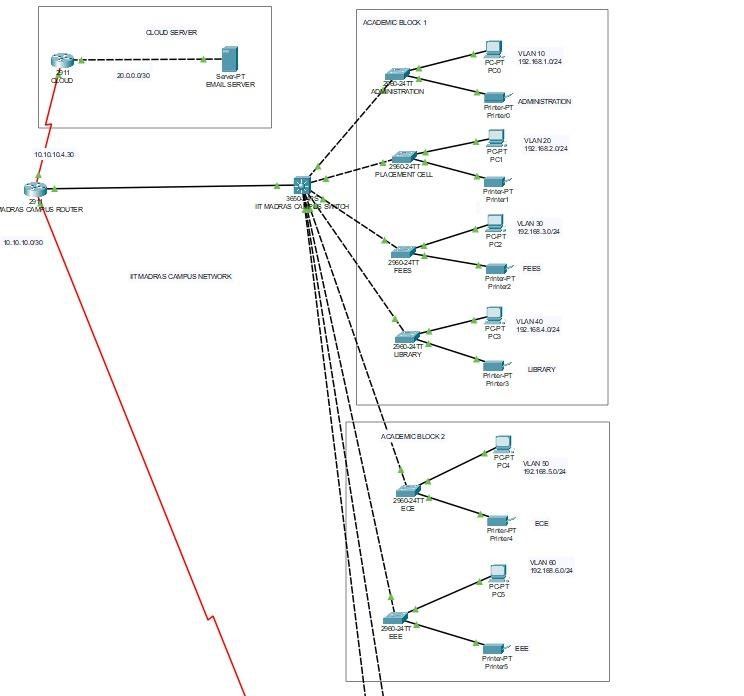 CLOUD SERVER
2911
CLOUD
20.0.0.0/30
Server-PT
EMAIL SERVER
10.10.10.4.30
2911
MADRAS CAMPUS ROUTER
10.10.10.0/30
IIT MADRAS CAMPUS NETWORK
IIT MADRAS CAMPUS SWITCH
ACADEMIC BLOCK 1
2960-24TT
ADMINISTRATION
PC-PT
PC0
VLAN 10
192.168.1.0/24
Printer-PT
Printer0
ADMINISTRATION
2960-24TT
PLACEMENT CELL
PC-PT
PC1
VLAN 20
192.168.2.0/24
Printer-PT
Printer1
2960-24TT
FEES
PC-PT
PC2
VLAN 30
192.168.3.0/24
Printer-PT
Printer2
FEES
2960-24TT
LIBRARY
PC-PT
PC3
VLAN 40
192.168.4.0/24
Printer-PT
Printer3
LIBRARY
ACADEMIC BLOCK 2
2960-24TT
ECE
PC-PT
PC4
VLAN 50
192.168.5.0/24
Printer-PT
Printer4
ECE
2960-24TT
EEE
PC-PT
PC5
VLAN 60
192.168.6.0/24
Printer-PT
Printer5
EEE